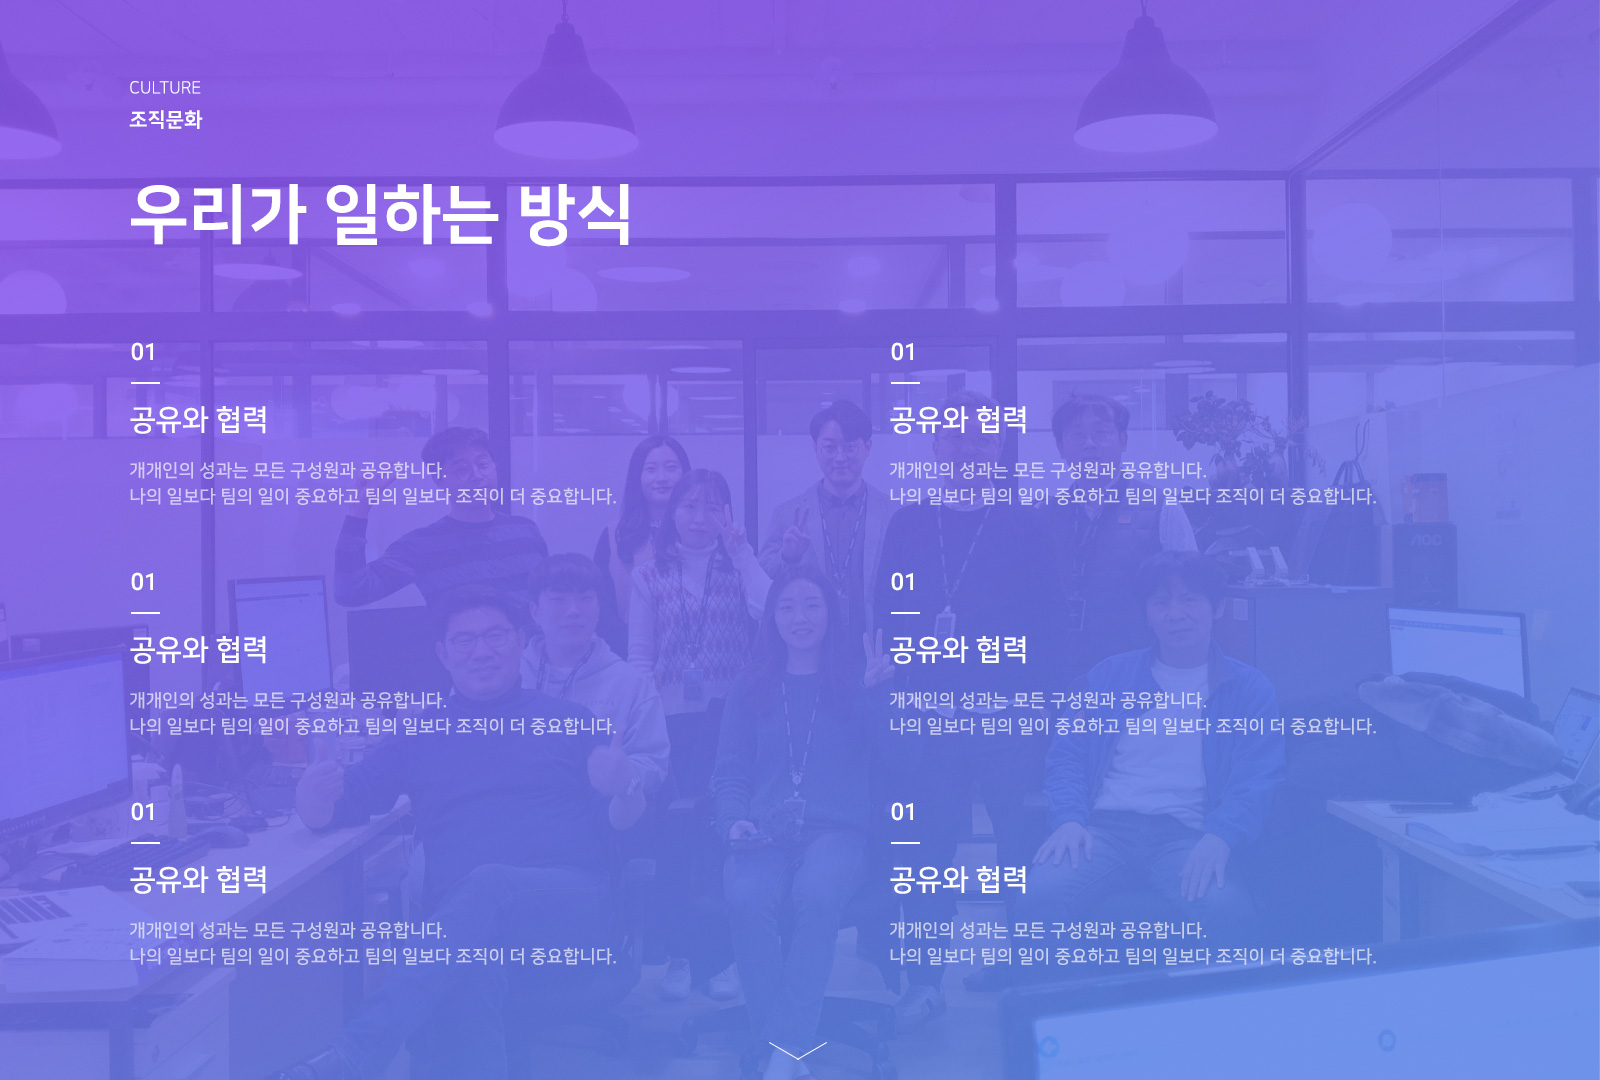 CULTURE
조직문화
우리가 일하는 방식
01
공유와 협력
개개인의 성과는 모든 구성원과 공유합니다.
나의 일보다 팀의 일이 중요하고 팀의 일보다 조직이 더 중요합니다.
01
공유와 협력
개개인의 성과는 모든 구성원과 공유합니다.
나의 일보다 팀의 일이 중요하고 팀의 일보다 조직이 더 중요합니다.
01
공유와 협력
개개인의 성과는 모든 구성원과 공유합니다.
나의 일보다 팀의 일이 중요하고 팀의 일보다 조직이 더 중요합니다.
01
공유와 협력
개개인의 성과는 모든 구성원과 공유합니다.
나의 일보다 팀의 일이 중요하고 팀의 일보다 조직이 더 중요합니다.
01
공유와 협력
개개인의 성과는 모든 구성원과 공유합니다.
나의 일보다 팀의 일이 중요하고 팀의 일보다 조직이 더 중요합니다.
01
공유와 협력
개개인의 성과는 모든 구성원과 공유합니다.
나의 일보다 팀의 일이 중요하고 팀의 일보다 조직이 더 중요합니다.